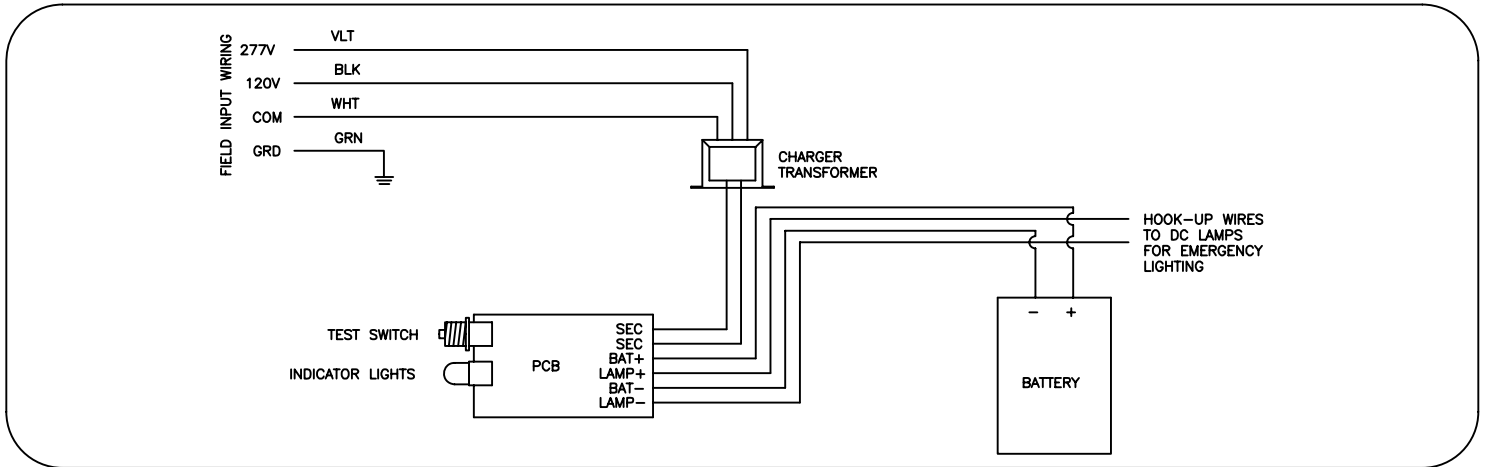 FIELD INPUT WIRING
277V
VLT
120V
BLK
COM
WHT
GRD
GRN
CHARGER
TRANSFORMER
HOOK-UP WIRES
TO DC LAMPS
FOR EMERGENCY
LIGHTING
TEST SWITCH
INDICATOR LIGHTS
PCB
SEC
SEC
BAT+
LAMP+
BAT-
LAMP-
- +
BATTERY